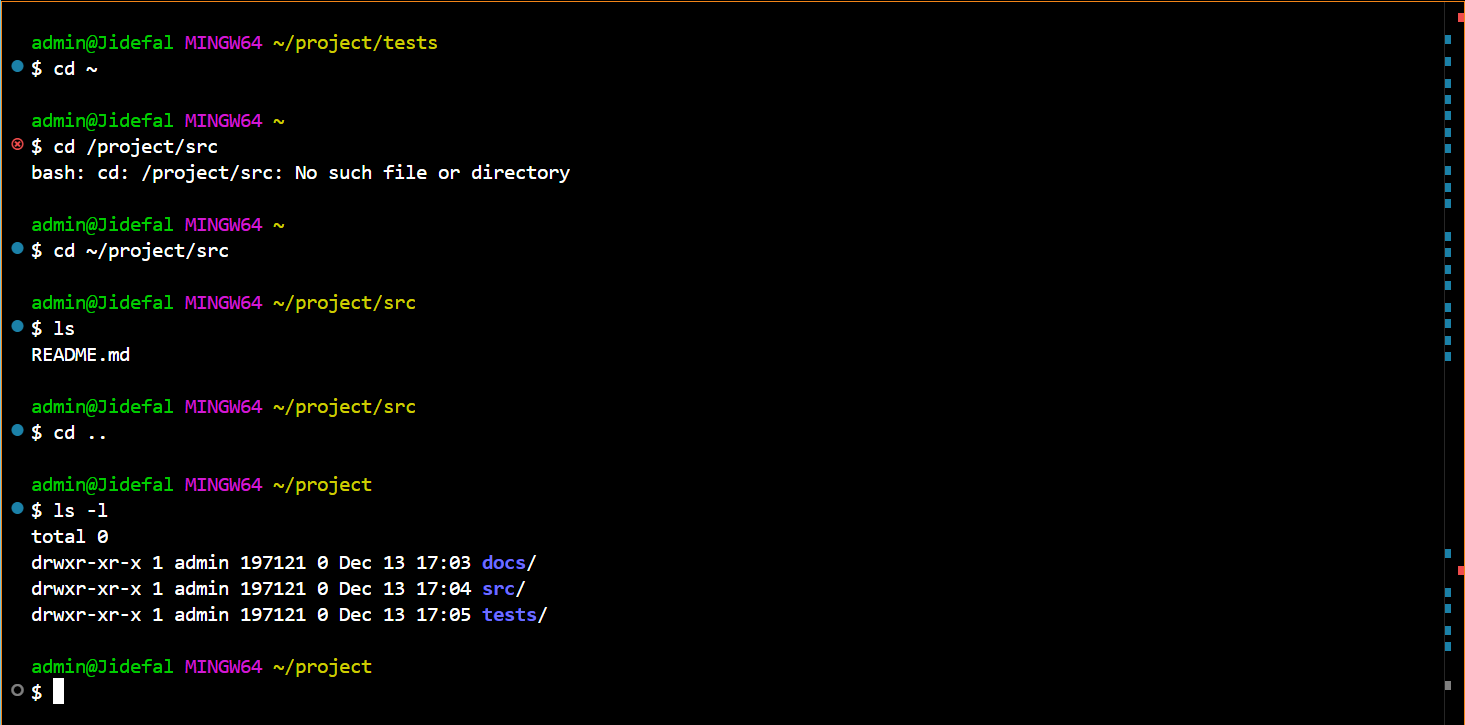 admin@Jidefal MINGW64 ~/project/tests
$ cd ~
admin@Jidefal MINGW64 ~
$ cd /project/src
bash: cd: /project/src: No such file or directory
admin@Jidefal MINGW64 ~
$ cd ~/project/src
admin@Jidefal MINGW64 ~/project/src
$ ls
README.md
admin@Jidefal MINGW64 ~/project/src
$ cd ..
admin@Jidefal MINGW64 ~/project
$ ls -l
total 0
drwxr-xr-x 1 admin 197121 0 Dec 13 17:03 docs/
drwxr-xr-x 1 admin 197121 0 Dec 13 17:04 src/
drwxr-xr-x 1 admin 197121 0 Dec 13 17:05 tests/
admin@Jidefal MINGW64 ~/project
$